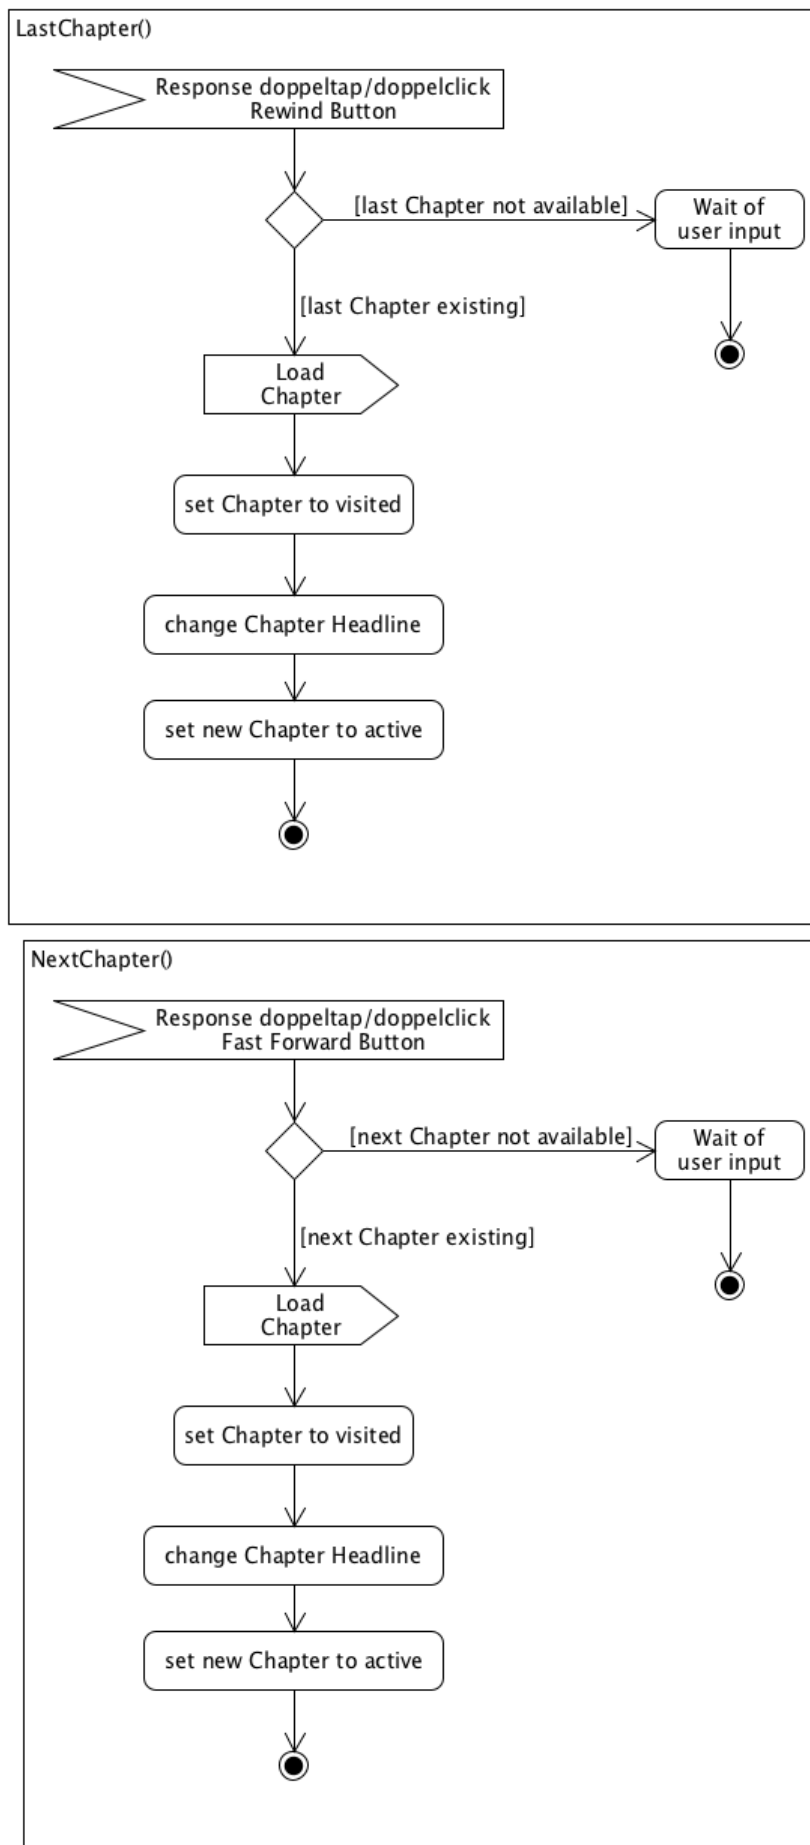 LastChapter()
Response doppeltap/doppelclick
Rewind Button
[last Chapter not available]
Wait of
user input
[last Chapter existing]
Load
Chapter
set Chapter to visited
change Chapter Headline
set new Chapter to active
NextChapter()
Response doppeltap/doppelclick
Fast Forward Button
[next Chapter not available]
Wait of
user input
[next Chapter existing]
Load
Chapter
set Chapter to visited
change Chapter Headline
set new Chapter to active